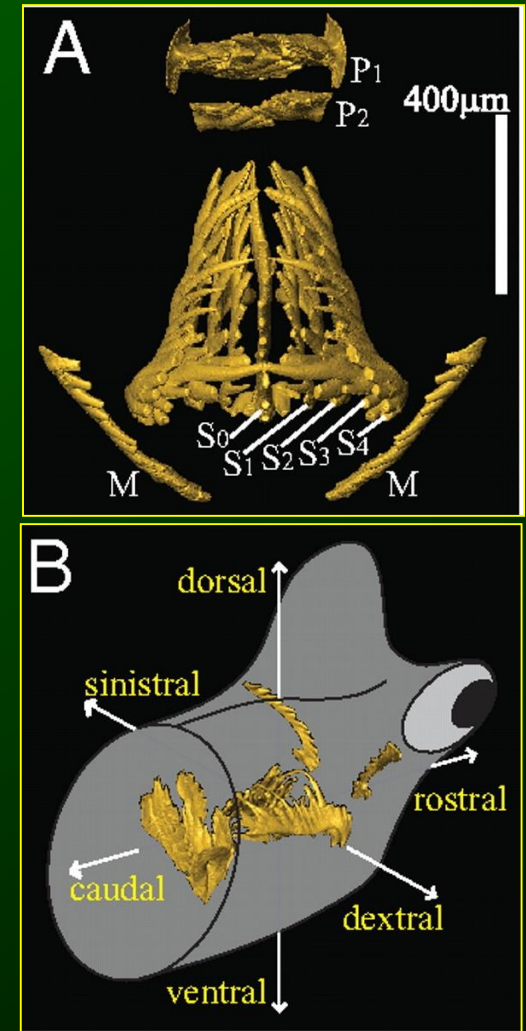 A
P1
400μm
P2
S0
S1
S2
S3
S4
M
M
B
dorsal
sinistral
rostral
caudal
dextral
ventral